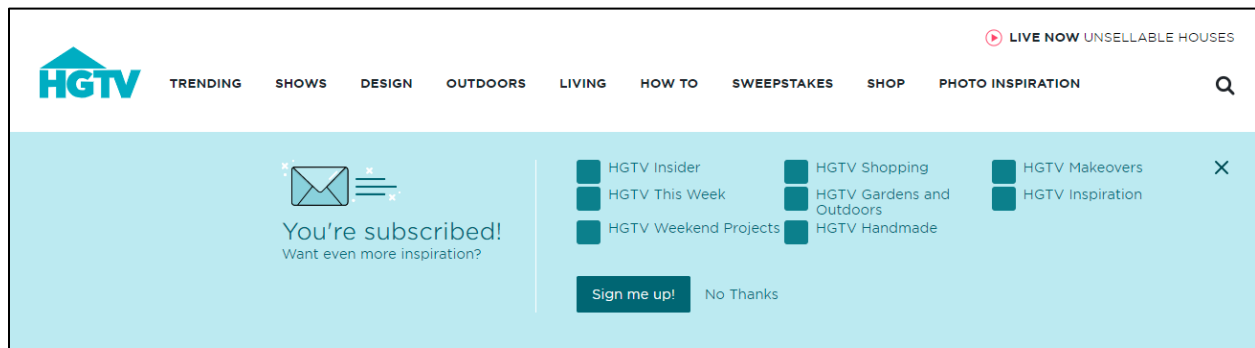 LIVE NOW UNSELLABLE HOUSES
HGTV
TRENDING SHOWS DESIGN OUTDOORS LIVING HOW TO SWEEPSTAKES SHOP PHOTO INSPIRATION
You're subscribed!
Want even more inspiration?
HGTV Insider
HGTV This Week
HGTV Weekend Projects
HGTV Shopping
HGTV Gardens and
Outdoors
HGTV Handmade
HGTV Makeovers
HGTV Inspiration
Sign me up! No Thanks